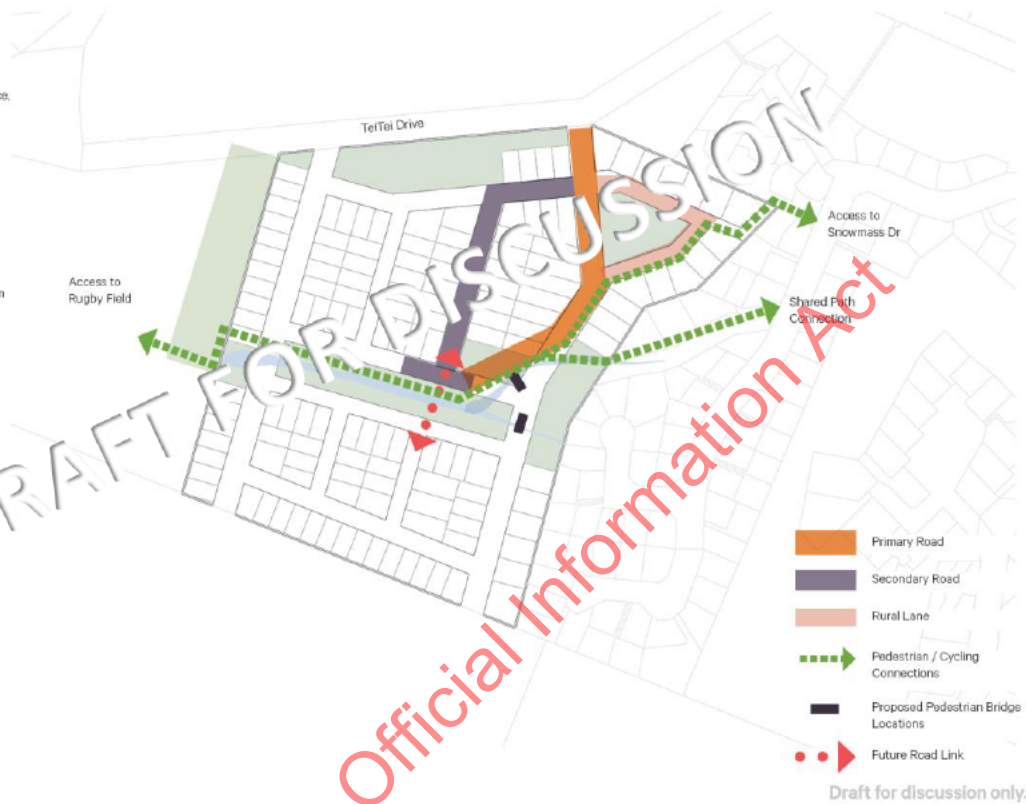 ce,
TeiTei Drive
Access to
Snowmass Dr
Access to
Rugby Field
n
Shared Path
Connection
DRAFT FOR DISCUSSION
Official Information Act
Primary Road
Secondary Road
Rural Lane
Pedestrian / Cycling
Connections
Proposed Pedestrian Bridge
Locations
Future Road Link
Draft for discussion only.